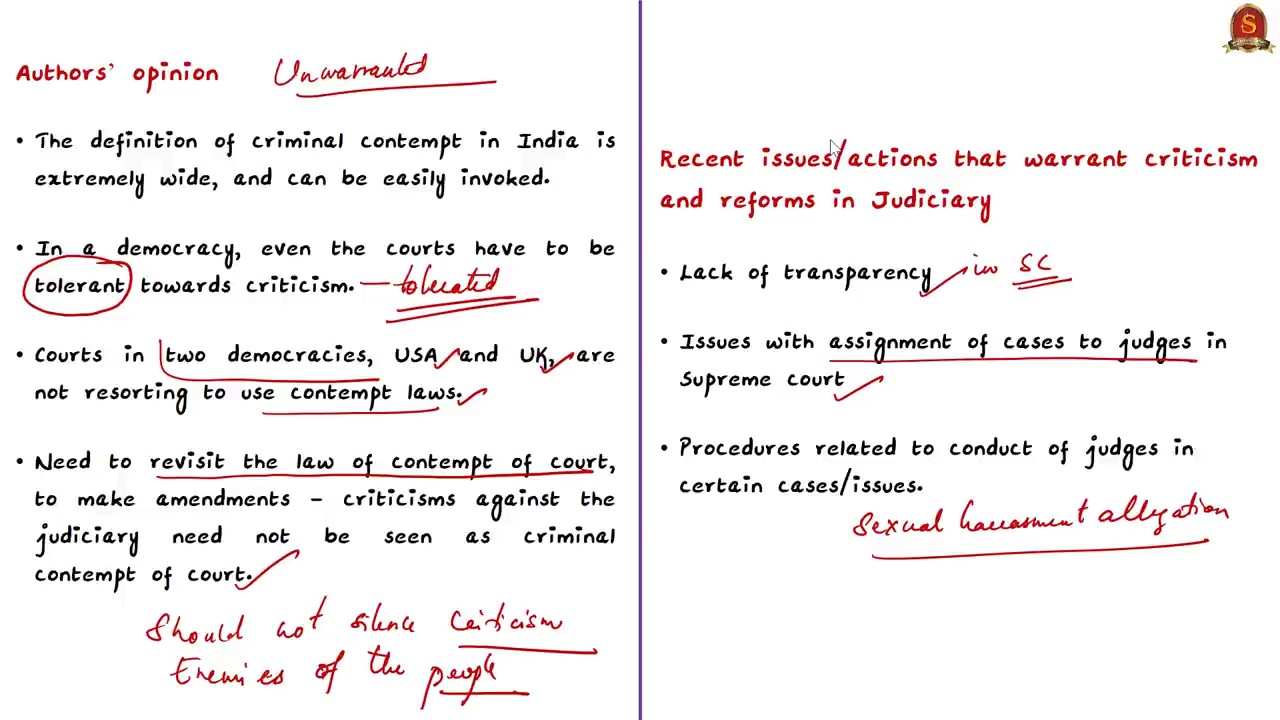 Authors' opinion Unwarranted
• The definition of criminal contempt in India is
extremely wide, and can be easily invoked.
• In a democracy, even the courts have to be
tolerant towards criticism. — tolerated
• Courts in two democracies, USA and UK, are
not resorting to use contempt laws.
• Need to revisit the law of contempt of court,
to make amendments – criticisms against the
judiciary need not be seen as criminal
contempt of court.
Should not silence criticism
Enemies of the people
S
Recent issues/actions that warrant criticism
and reforms in Judiciary
• Lack of transparency in SC
• Issues with assignment of cases to judges in
Supreme court
• Procedures related to conduct of judges in
certain cases/issues.
Sexual harassment allegation